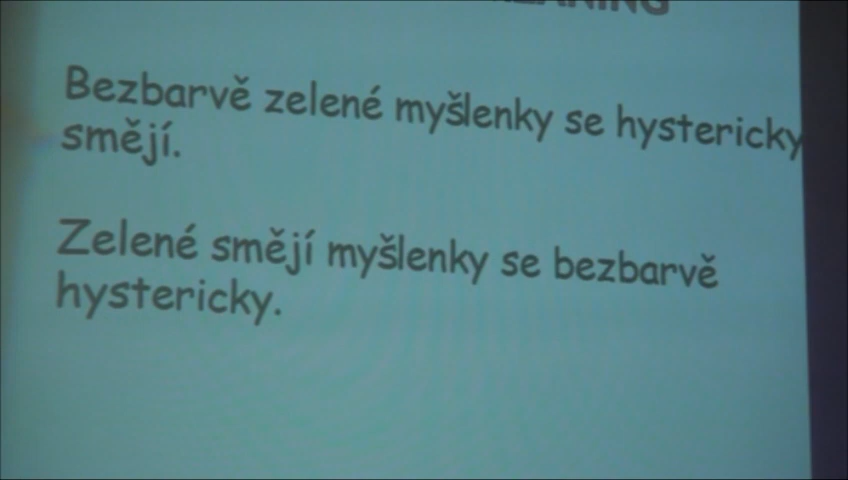 Bezbarvě zelené myšlenky se hystericky
smějí.
Zelené smějí myšlenky se bezbarvě
hystericky.